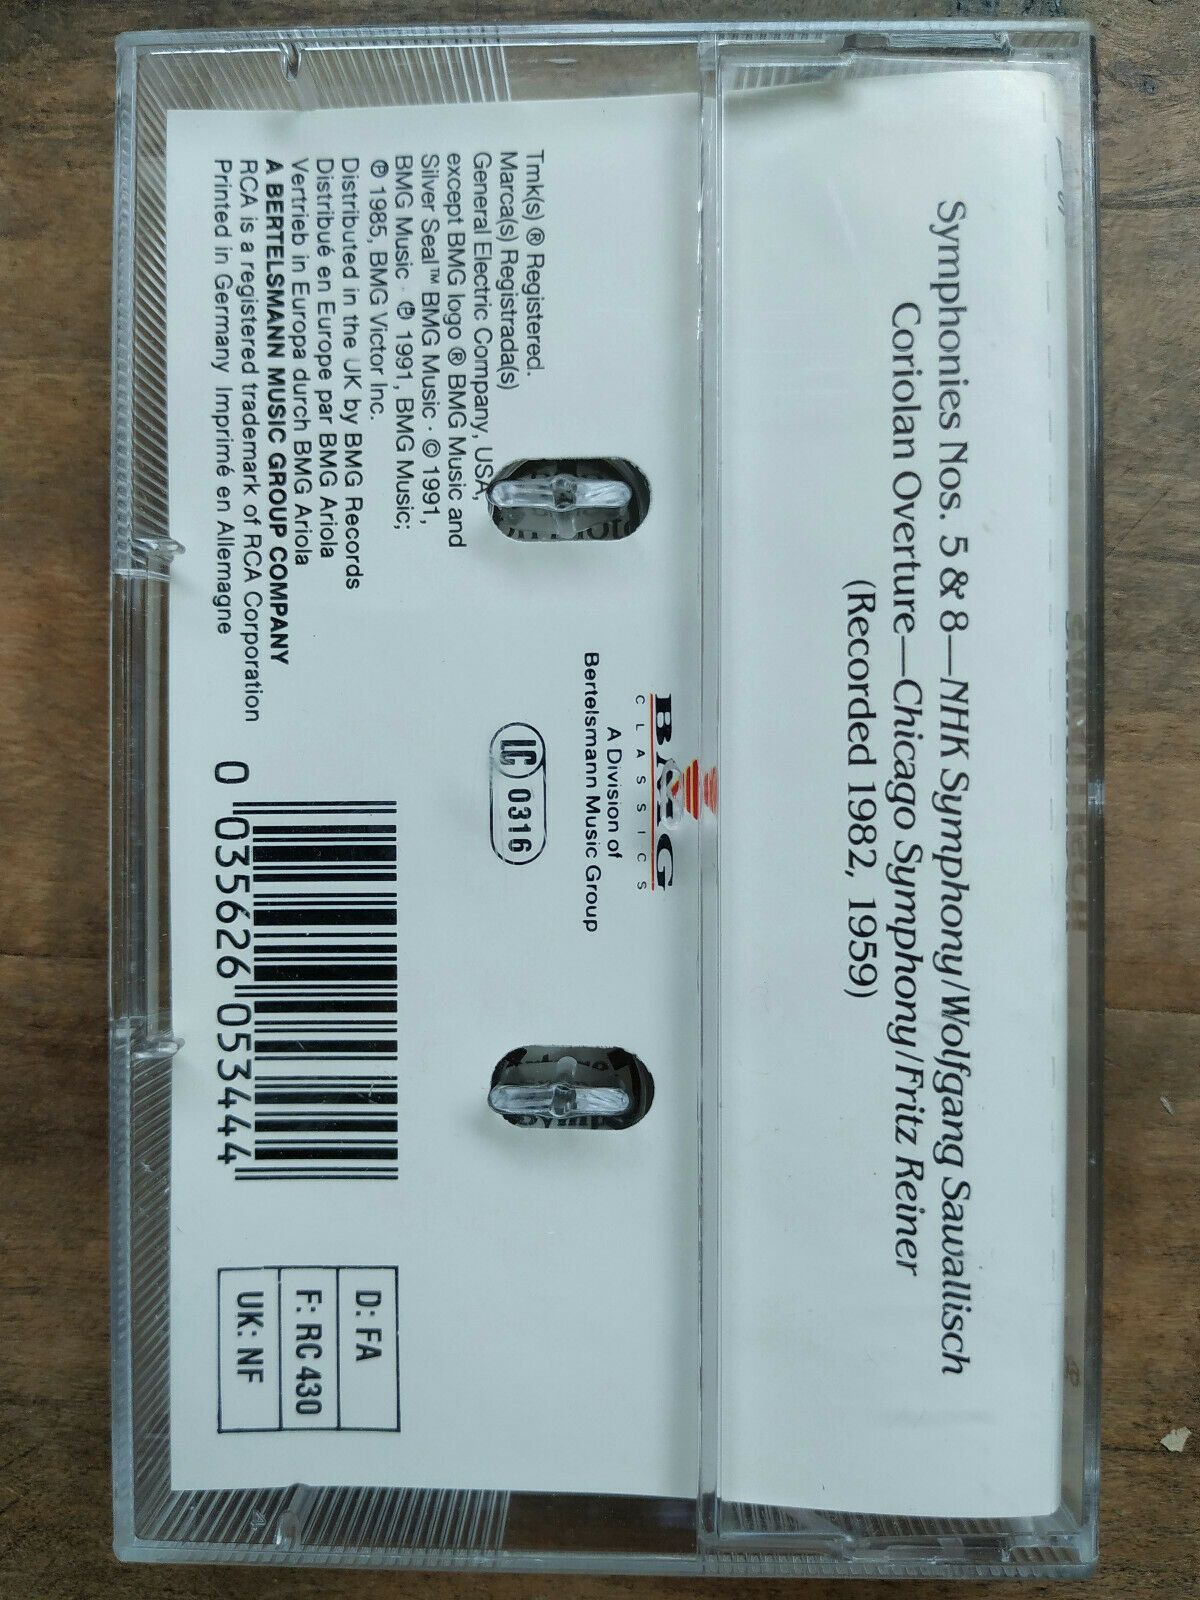 Symphonies Nos. 5 & 8—NHK Symphony/Wolfgang Sawallisch
Coriolan Overture—Chicago Symphony/Fritz Reiner
(Recorded 1982, 1959)
BMG
CLASSICS
A Division of
Bertelsmann Music Group
LC 0316
Tmk(s) ® Registered.
Marca(s) Registrada(s)
General Electric Company, USA,
except BMG logo ® BMG Music and
Silver Seal™ BMG Music · © 1991,
BMG Music · ℗ 1991, BMG Music;
℗ 1985, BMG Victor Inc.
Distributed in the UK by BMG Records
Distribué en Europe par BMG Ariola
Vertrieb in Europa durch BMG Ariola
A BERTELSMANN MUSIC GROUP COMPANY
RCA is a registered trademark of RCA Corporation
Printed in Germany Imprimé en Allemagne
0 035626 053444
D: FA
F: RC 430
UK: NF